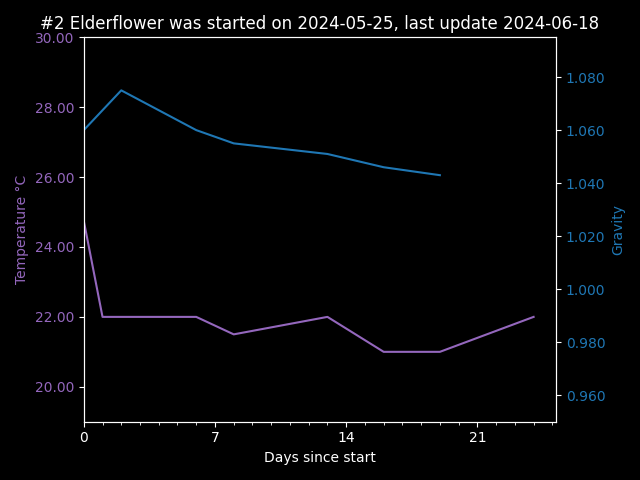 #2 Elderflower was started on 2024-05-25, last update 2024-06-18
30.00
28.00
26.00
24.00
22.00
20.00
Temperature °C
1.080
1.060
1.040
1.020
1.000
0.980
0.960
Gravity
0 7 14 21
Days since start